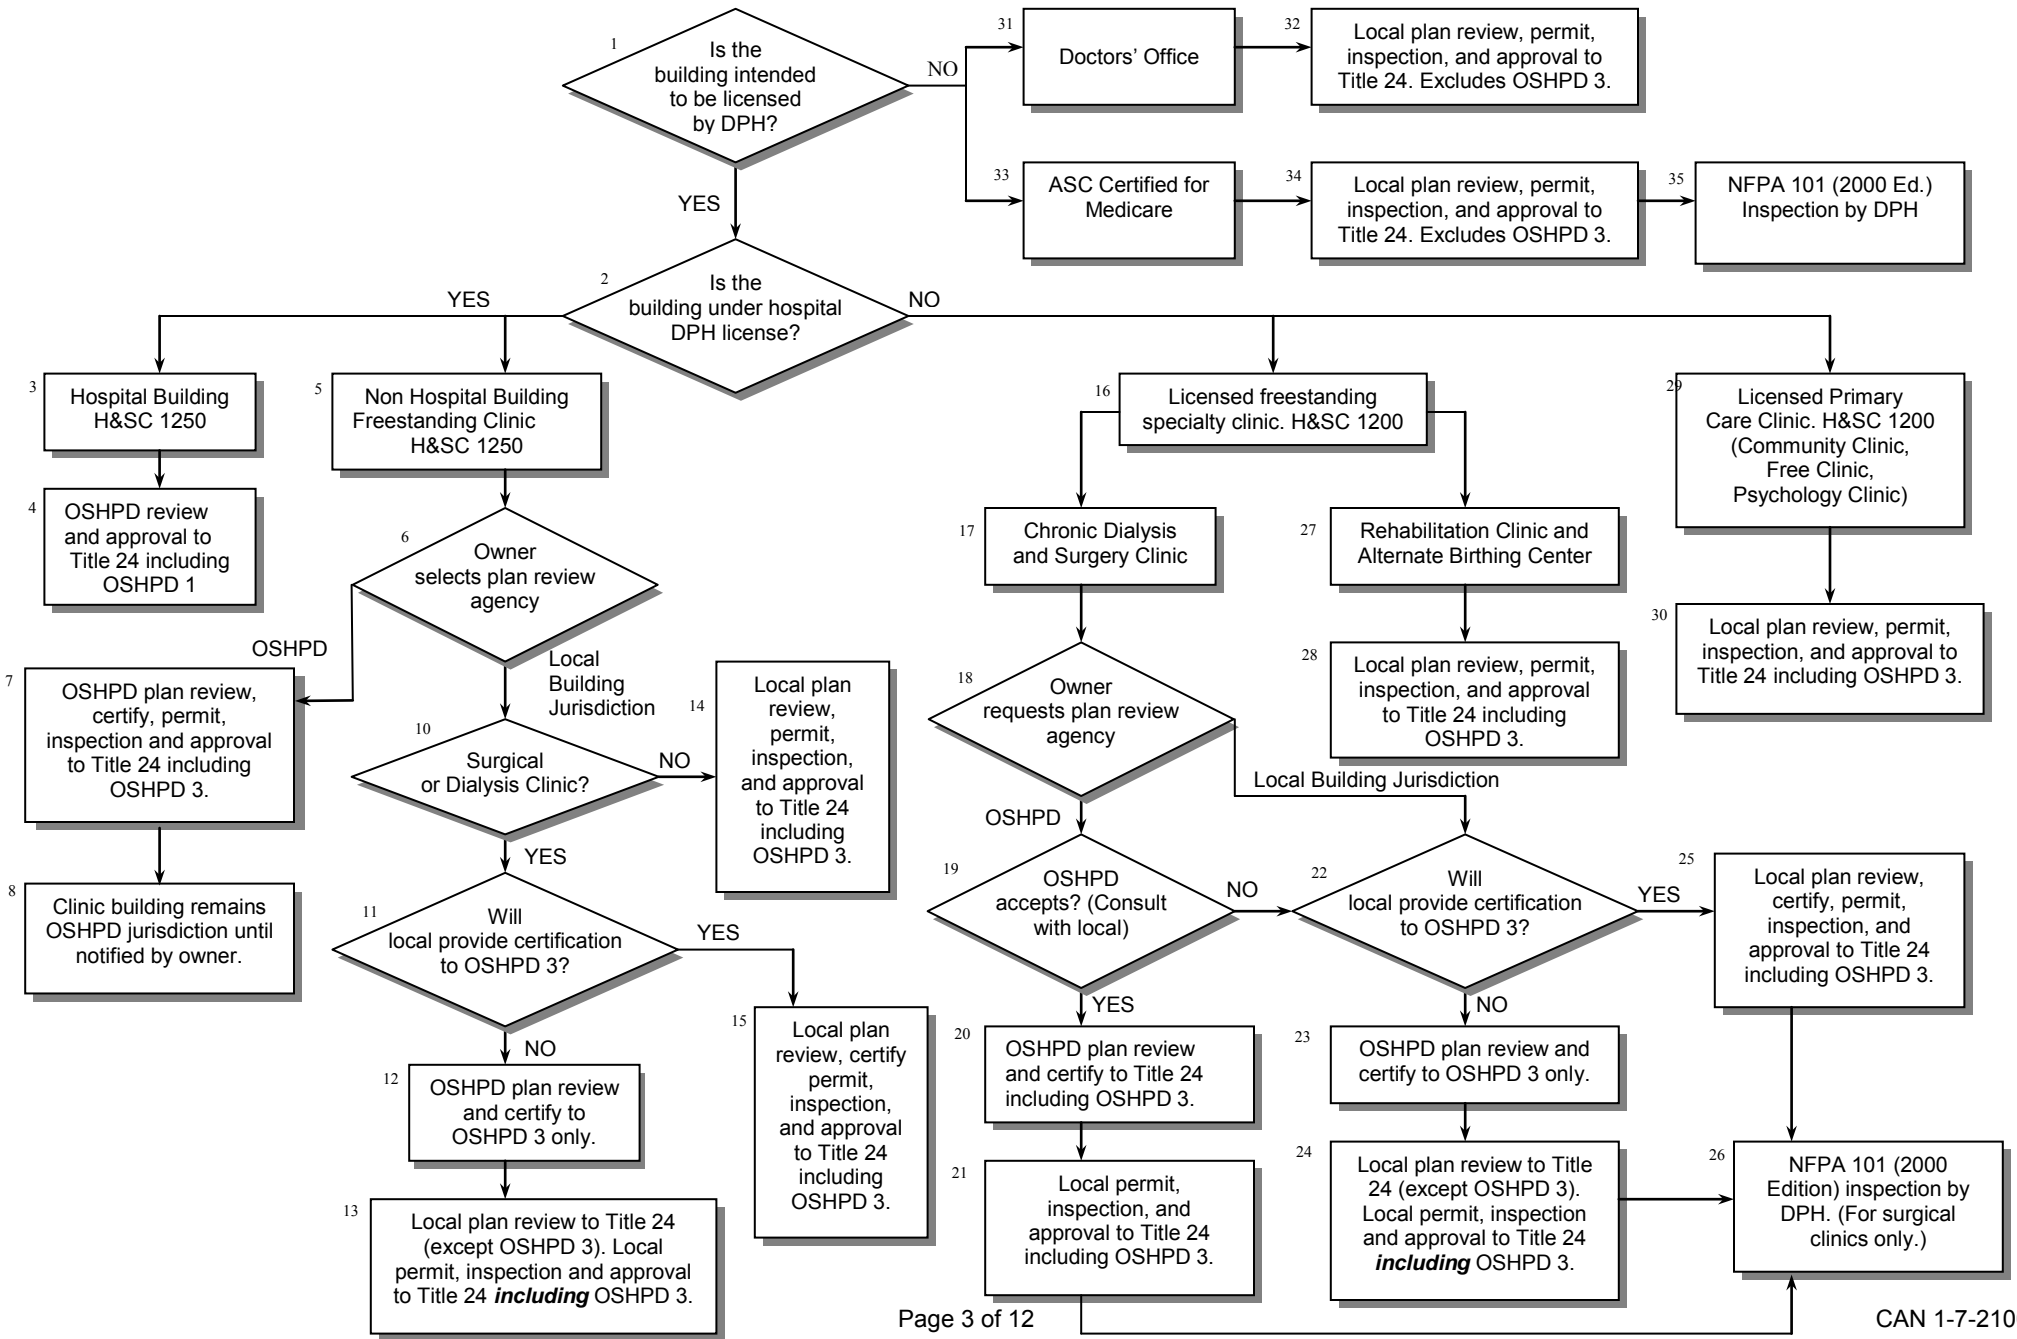 1
Is the
building intended
to be licensed
by DPH?
NO
YES
31
Doctors' Office
32
Local plan review, permit,
inspection, and approval to
Title 24. Excludes OSHPD 3.
33
ASC Certified for
Medicare
34
Local plan review, permit,
inspection, and approval to
Title 24. Excludes OSHPD 3.
35
NFPA 101 (2000 Ed.)
Inspection by DPH
2
Is the
building under hospital
DPH license?
YES
NO
3
Hospital Building
H&SC 1250
4
OSHPD review
and approval to
Title 24 including
OSHPD 1
5
Non Hospital Building
Freestanding Clinic
H&SC 1250
6
Owner
selects plan review
agency
OSHPD
Local
Building
Jurisdiction
7
OSHPD plan review,
certify, permit,
inspection and approval
to Title 24 including
OSHPD 3.
8
Clinic building remains
OSHPD jurisdiction until
notified by owner.
10
Surgical
or Dialysis Clinic?
NO
YES
14
Local plan
review,
permit,
inspection,
and approval
to Title 24
including
OSHPD 3.
11
Will
local provide certification
to OSHPD 3?
YES
NO
12
OSHPD plan review
and certify to
OSHPD 3 only.
13
Local plan review to Title 24
(except OSHPD 3). Local
permit, inspection and approval
to Title 24 including OSHPD 3.
15
Local plan
review, certify
permit,
inspection,
and approval
to Title 24
including
OSHPD 3.
16
Licensed freestanding
specialty clinic. H&SC 1200
17
Chronic Dialysis
and Surgery Clinic
18
Owner
requests plan review
agency
OSHPD
Local Building Jurisdiction
19
OSHPD
accepts? (Consult
with local)
NO
YES
20
OSHPD plan review
and certify to Title 24
including OSHPD 3.
21
Local permit,
inspection, and
approval to Title 24
including OSHPD 3.
22
Will
local provide certification
to OSHPD 3?
YES
NO
23
OSHPD plan review and
certify to OSHPD 3 only.
24
Local plan review to Title
24 (except OSHPD 3).
Local permit, inspection
and approval to Title 24
including OSHPD 3.
25
Local plan review,
certify, permit,
inspection, and
approval to Title 24
including OSHPD 3.
26
NFPA 101 (2000
Edition) inspection by
DPH. (For surgical
clinics only.)
27
Rehabilitation Clinic and
Alternate Birthing Center
28
Local plan review, permit,
inspection, and approval
to Title 24 including
OSHPD 3.
29
Licensed Primary
Care Clinic. H&SC 1200
(Community Clinic,
Free Clinic,
Psychology Clinic)
30
Local plan review, permit,
inspection, and approval to
Title 24 including OSHPD 3.
Page 3 of 12
CAN 1-7-210